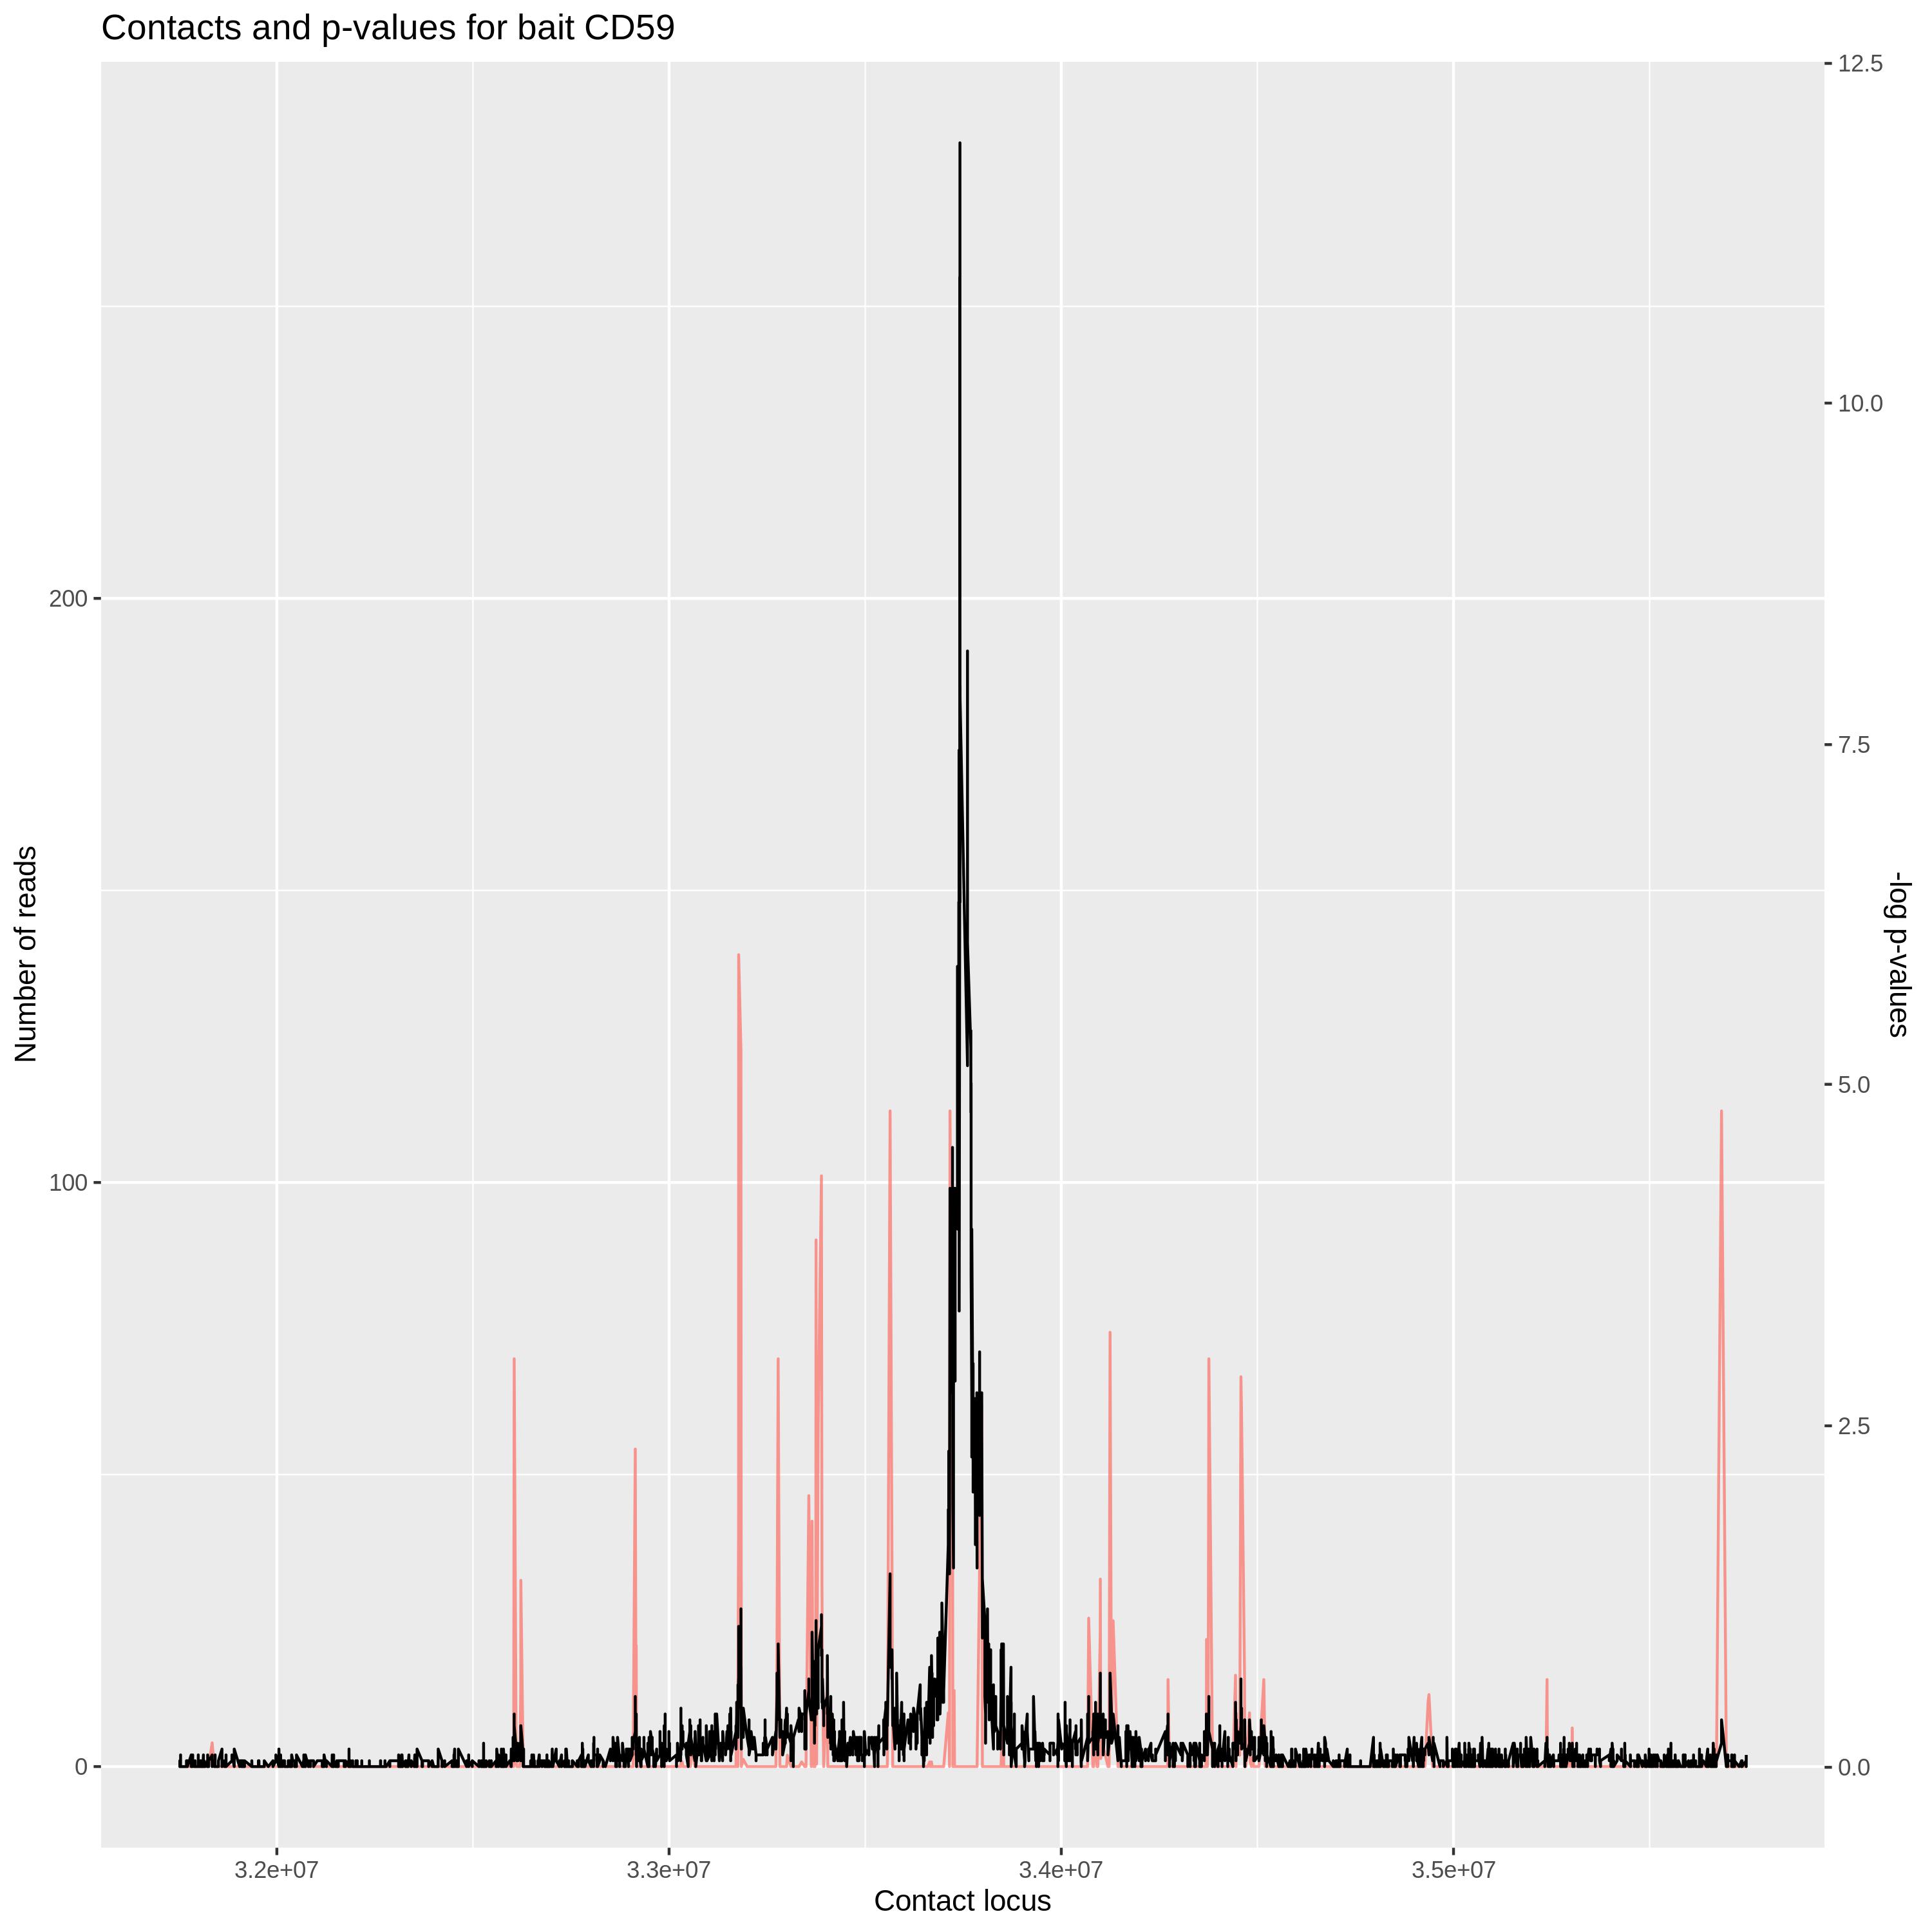 Contacts and p-values for bait CD59
12.5
10.0
200
7.5
Number of reads
-log p-values
5.0
100
2.5
0
0.0
3.2e+07 3.3e+07 3.4e+07 3.5e+07
Contact locus